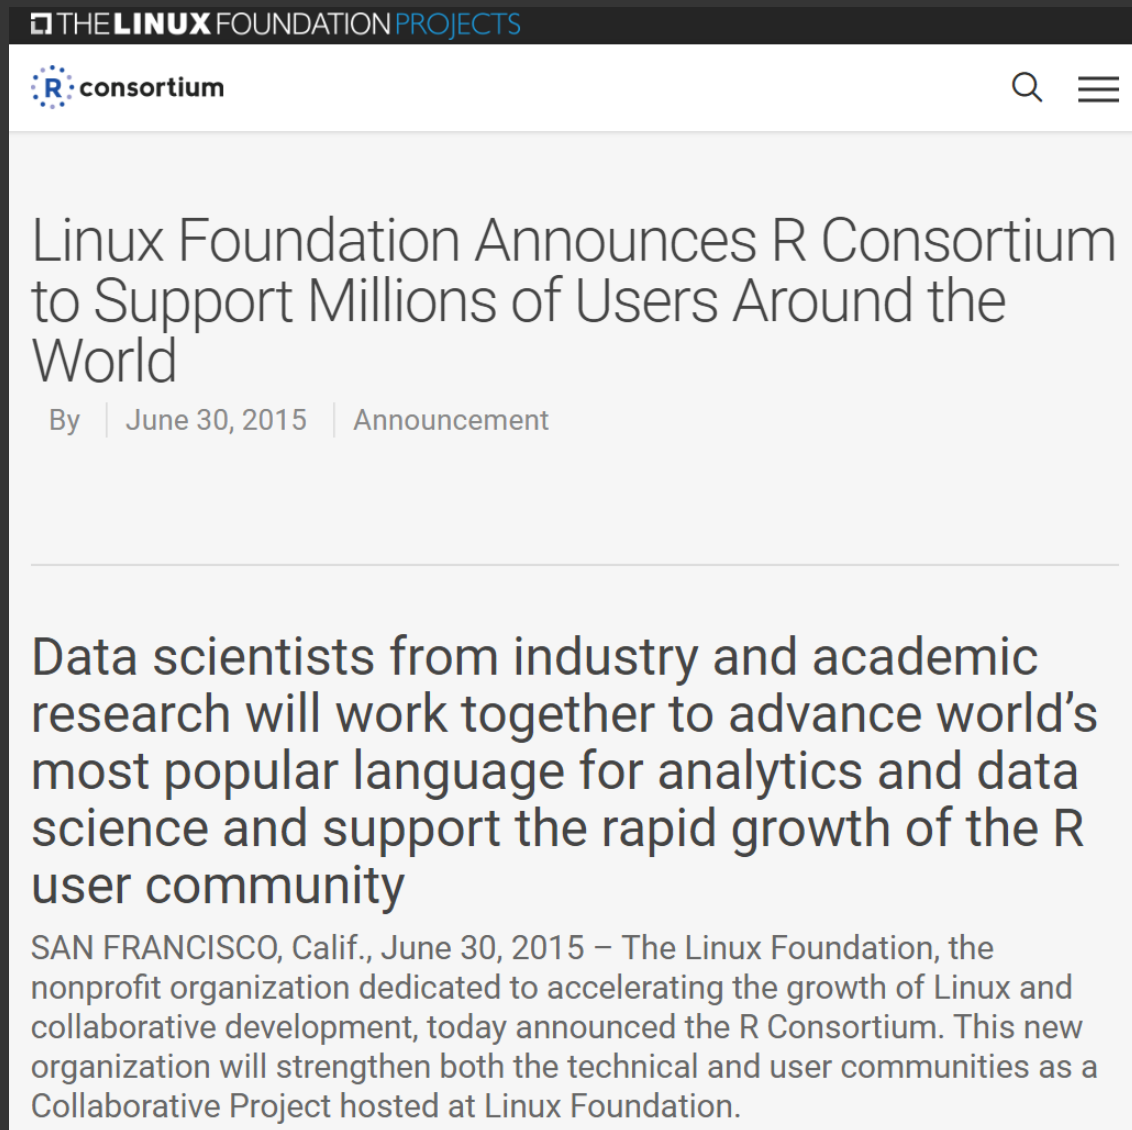 THE LINUX FOUNDATION PROJECTS
R consortium
Linux Foundation Announces R Consortium
to Support Millions of Users Around the
World
By June 30, 2015 Announcement
Data scientists from industry and academic
research will work together to advance world’s
most popular language for analytics and data
science and support the rapid growth of the R
user community
SAN FRANCISCO, Calif., June 30, 2015 – The Linux Foundation, the
nonprofit organization dedicated to accelerating the growth of Linux and
collaborative development, today announced the R Consortium. This new
organization will strengthen both the technical and user communities as a
Collaborative Project hosted at Linux Foundation.